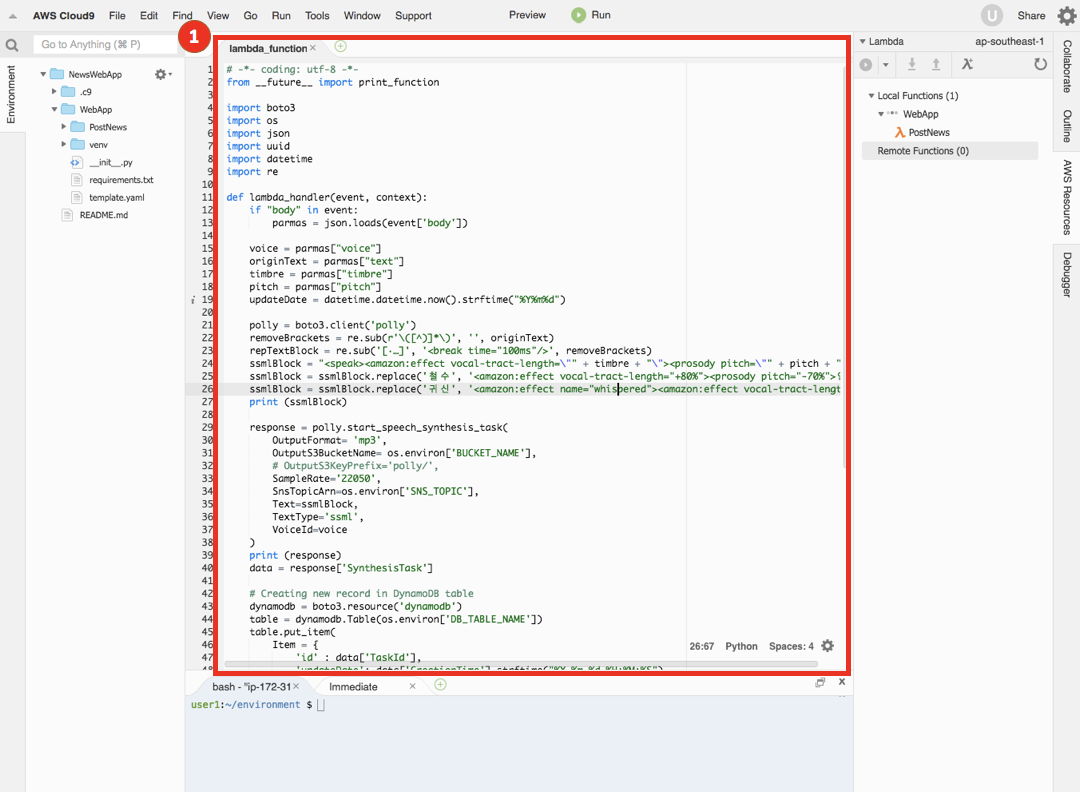 AWS Cloud9 File Edit Find View Go Run Tools Window Support Preview Run U Share
1
Go to Anything (⌘ P)
Environment
NewsWebApp
.c9
WebApp
PostNews
venv
__init__.py
requirements.txt
template.yaml
README.md
lambda_function
1 # -*- coding: utf-8 -*-
2 from __future__ import print_function
3
4 import boto3
5 import os
6 import json
7 import uuid
8 import datetime
9 import re
10
11 def lambda_handler(event, context):
12 if "body" in event:
13 parmas = json.loads(event['body'])
14
15 voice = parmas["voice"]
16 originText = parmas["text"]
17 timbre = parmas["timbre"]
18 pitch = parmas["pitch"]
19 updateDate = datetime.datetime.now().strftime("%Y%m%d")
20
21 polly = boto3.client('polly')
22 removeBrackets = re.sub(r'\([^)]*\)', '', originText)
23 repTextBlock = re.sub('[·…]', '<break time="100ms"/>', removeBrackets)
24 ssmlBlock = "<speak><amazon:effect vocal-tract-length=\"" + timbre + "\"><prosody pitch=\"" + pitch + "
25 ssmlBlock = ssmlBlock.replace('철수', '<amazon:effect vocal-tract-length="+80%"><prosody pitch="-70%">
26 ssmlBlock = ssmlBlock.replace('귀신', '<amazon:effect name="whispered"><amazon:effect vocal-tract-lengt
27 print (ssmlBlock)
28
29 response = polly.start_speech_synthesis_task(
30 OutputFormat= 'mp3',
31 OutputS3BucketName= os.environ['BUCKET_NAME'],
32 # OutputS3KeyPrefix='polly/',
33 SampleRate='22050',
34 SnsTopicArn=os.environ['SNS_TOPIC'],
35 Text=ssmlBlock,
36 TextType='ssml',
37 VoiceId=voice
38 )
39 print (response)
40 data = response['SynthesisTask']
41
42 # Creating new record in DynamoDB table
43 dynamodb = boto3.resource('dynamodb')
44 table = dynamodb.Table(os.environ['DB_TABLE_NAME'])
45 table.put_item(
46 Item = {
47 'id' : data['TaskId'],
48 'updateDate': data['CreationTime'].strftime("%Y-%m-%d %H:%M:%S")
26:67 Python Spaces: 4
bash - "ip-172-31 Immediate
user1:~/environment $
Lambda ap-southeast-1
Local Functions (1)
WebApp
PostNews
Remote Functions (0)
Collaborate
Outline
AWS Resources
Debugger